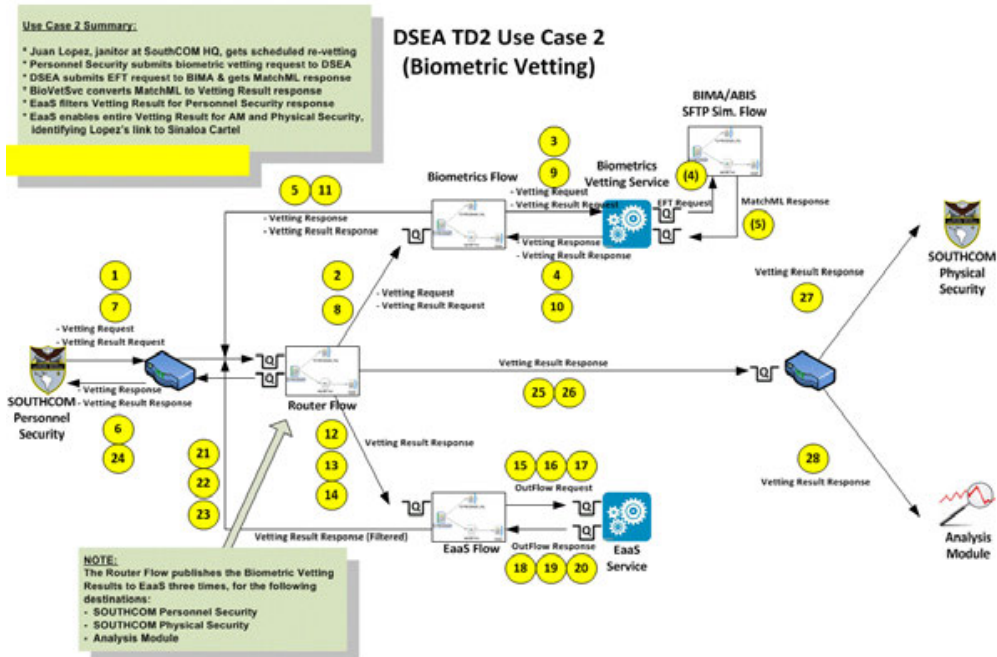 Use Case 2 Summary:
* Juan Lopez, janitor at SouthCOM HQ, gets scheduled re-vetting
* Personnel Security submits biometric vetting request to DSEA
* DSEA submits EFT request to BIMA & gets MatchML response
* BioVetSvc converts MatchML to Vetting Result response
* EaaS filters Vetting Result for Personnel Security response
* EaaS enables entire Vetting Result for AM and Physical Security,
identifying Lopez's link to Sinaloa Cartel
DSEA TD2 Use Case 2
(Biometric Vetting)
BIMA/ABIS
SFTP Sim. Flow
3
9
Biometrics Flow
Biometrics
Vetting Service
(4)
5 11
- Vetting Request
- Vetting Result Request
EFT Request
MatchML Response
(5)
- Vetting Response
- Vetting Result Response
Q
Q
Q
- Vetting Response
- Vetting Result Response
4
10
SOUTHCOM
Physical
Security
Vetting Result Response
27
1
7
2
8
- Vetting Request
- Vetting Result Request
- Vetting Request
- Vetting Result Request
Q
Q
Vetting Result Response
Q
25 26
SOUTHCOM
Personnel
Security
- Vetting Response
- Vetting Result Response
Router Flow
6
24
21
22
23
12
13
14
Vetting Result Response
15 16 17
OutFlow Request
28
Vetting Result Response
Q
Q
Q
EaaS Flow
EaaS
Service
Vetting Result Response (Filtered)
OutFlow Response
18 19 20
Analysis
Module
NOTE:
The Router Flow publishes the Biometric Vetting
Results to EaaS three times, for the following
destinations:
- SOUTHCOM Personnel Security
- SOUTHCOM Physical Security
- Analysis Module